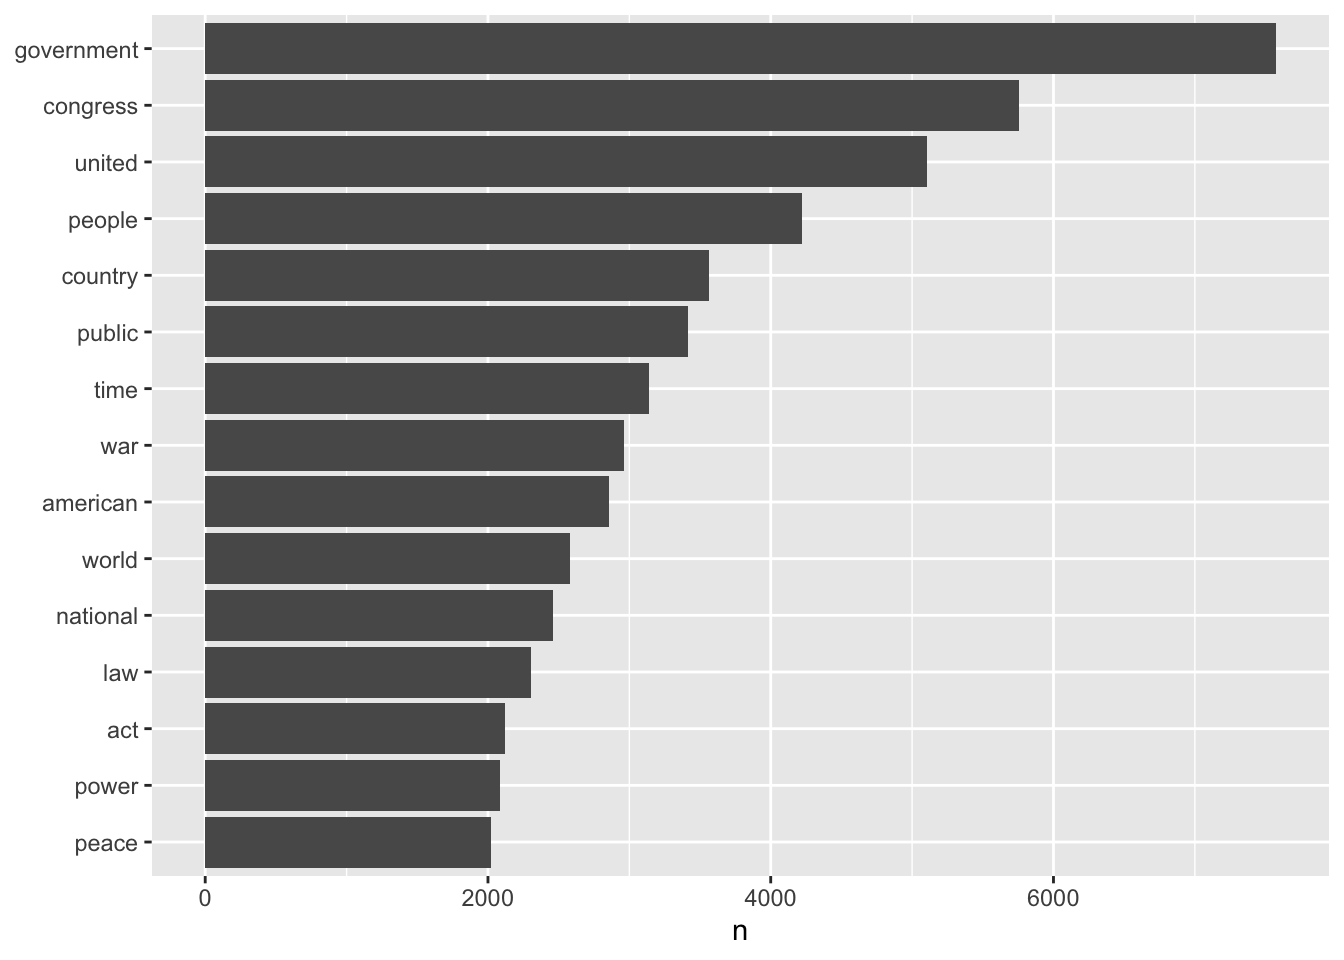 government
congress
united
people
country
public
time
war
american
world
national
law
act
power
peace
0 2000 4000 6000
n